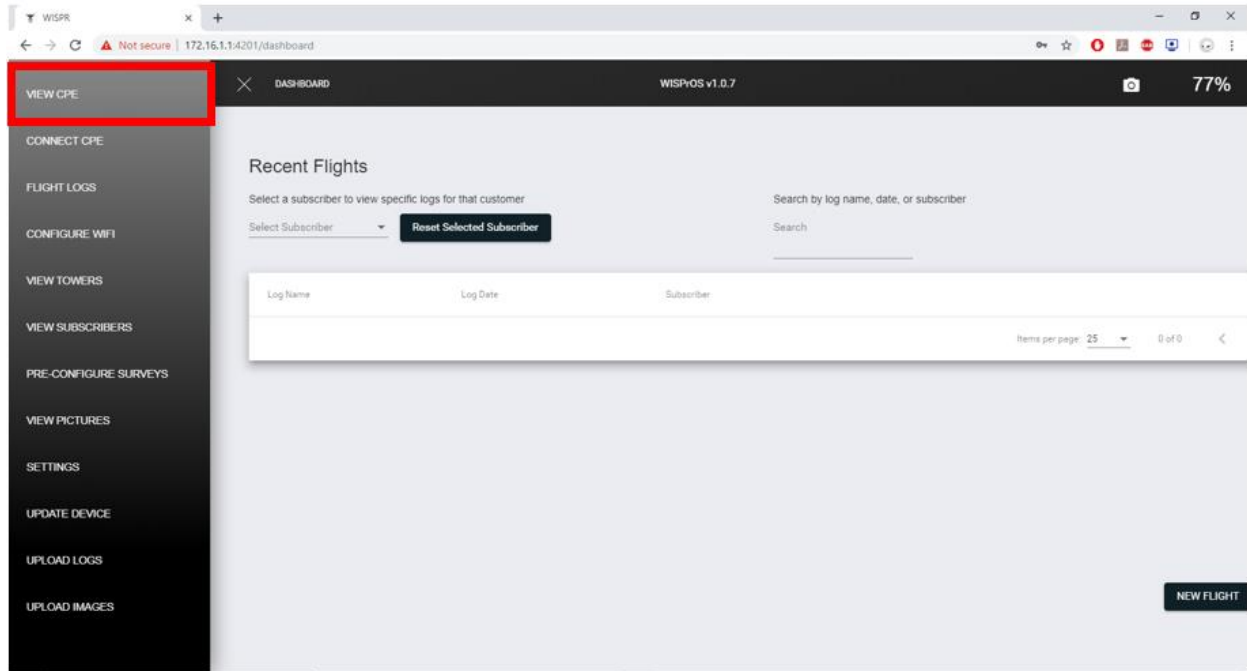 WISPR
Not secure 172.16.1.1:4201/dashboard
VIEW CPE
CONNECT CPE
FLIGHT LOGS
CONFIGURE WIFI
VIEW TOWERS
VIEW SUBSCRIBERS
PRE-CONFIGURE SURVEYS
VIEW PICTURES
SETTINGS
UPDATE DEVICE
UPLOAD LOGS
UPLOAD IMAGES
DASHBOARD WISPrOS v1.0.7 77%
Recent Flights
Select a subscriber to view specific logs for that customer
Select Subscriber Reset Selected Subscriber
Search by log name, date, or subscriber
Search
Log Name Log Date Subscriber
Items per page: 25 0 of 0
NEW FLIGHT